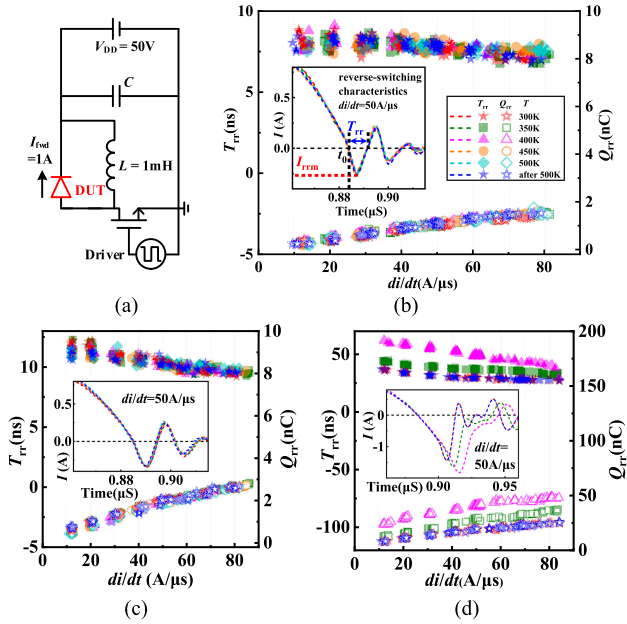 (a)
V_DD = 50V
C
I_fwd
=1A
L = 1mH
DUT
Driver
(a)
(b)
T_rr(ns)
10
5
0
-5
Q_rr(nC)
10
8
6
4
2
0
0 10 20 30 40 50 60 70 80 90
di/dt(A/μs)
reverse-switching
characteristics
di/dt=50A/μs
I (A)
0.5
0.0
T_rr
t_0
I_rrm
0.88 0.90
Time(μS)
T_rr Q_rr T
300K
350K
400K
450K
500K
after 500K
(b)
(c)
T_rr(ns)
10
5
0
-5
Q_rr(nC)
10
8
6
4
2
0
0 20 40 60 80
di/dt (A/μs)
di/dt=50A/μs
I (A)
0.5
0.0
0.88 0.90
Time(μS)
(c)
(d)
T_rr(ns)
50
0
-50
-100
Q_rr(nC)
200
150
100
50
0
0 20 40 60 80
di/dt(A/μs)
di/dt=
50A/μs
I (A)
0
-1
Time(μS)
0.90 0.95
(d)